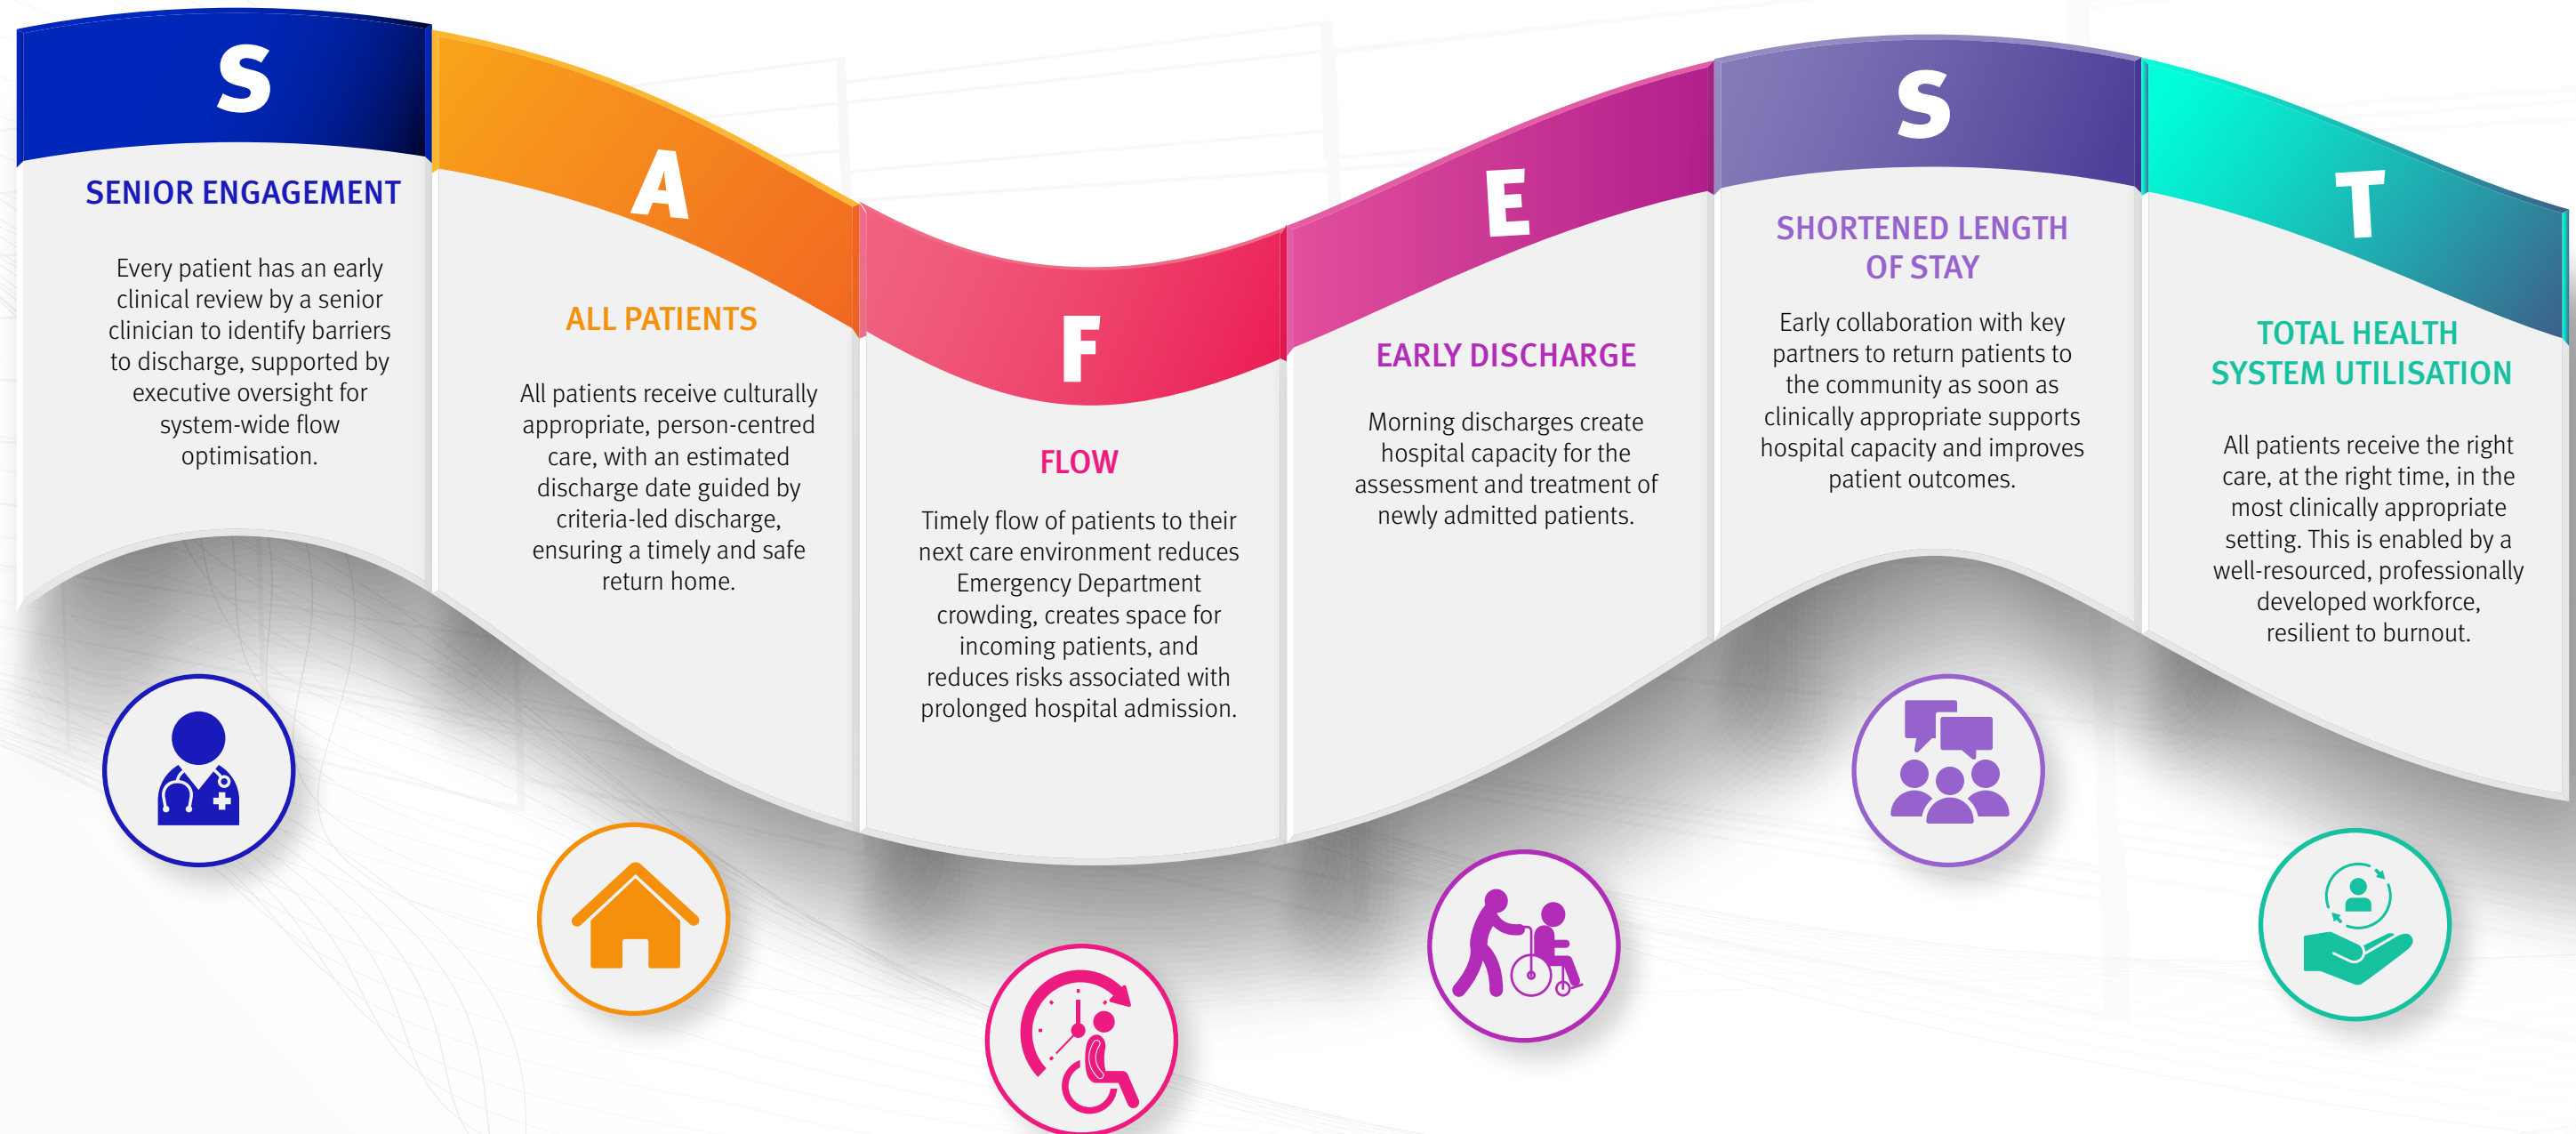 S
SENIOR ENGAGEMENT
Every patient has an early
clinical review by a senior
clinician to identify barriers
to discharge, supported by
executive oversight for
system-wide flow
optimisation.
A
ALL PATIENTS
All patients receive culturally
appropriate, person-centred
care, with an estimated
discharge date guided by
criteria-led discharge,
ensuring a timely and safe
return home.
F
FLOW
Timely flow of patients to their
next care environment reduces
Emergency Department
crowding, creates space for
incoming patients, and
reduces risks associated with
prolonged hospital admission.
E
EARLY DISCHARGE
Morning discharges create
hospital capacity for the
assessment and treatment of
newly admitted patients.
S
SHORTENED LENGTH
OF STAY
Early collaboration with key
partners to return patients to
the community as soon as
clinically appropriate supports
hospital capacity and improves
patient outcomes.
T
TOTAL HEALTH
SYSTEM UTILISATION
All patients receive the right
care, at the right time, in the
most clinically appropriate
setting. This is enabled by a
well-resourced, professionally
developed workforce,
resilient to burnout.